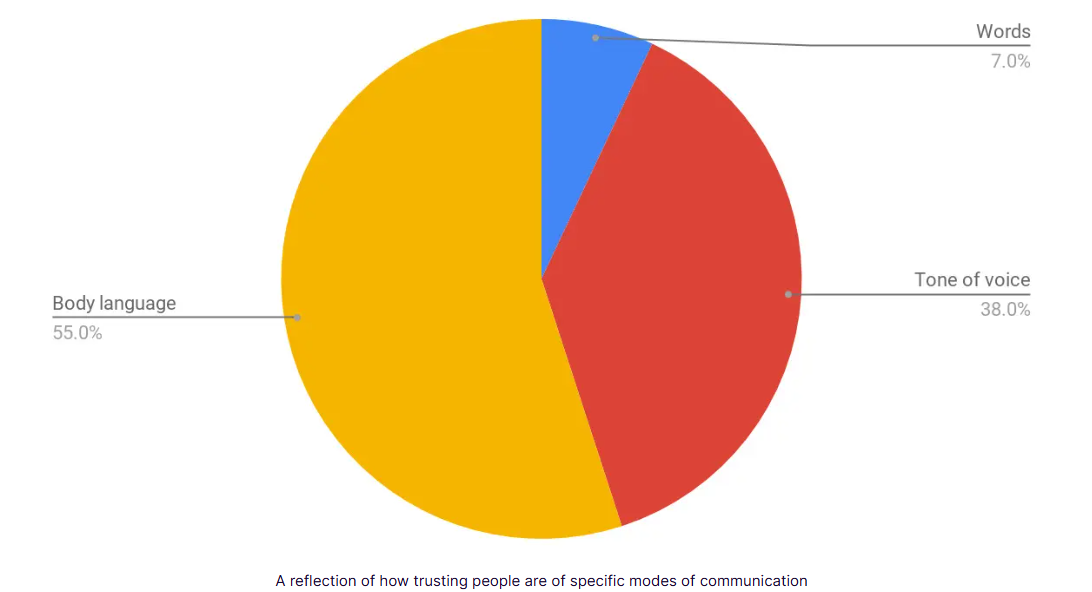 Words
7.0%
Tone of voice
38.0%
Body language
55.0%
A reflection of how trusting people are of specific modes of communication